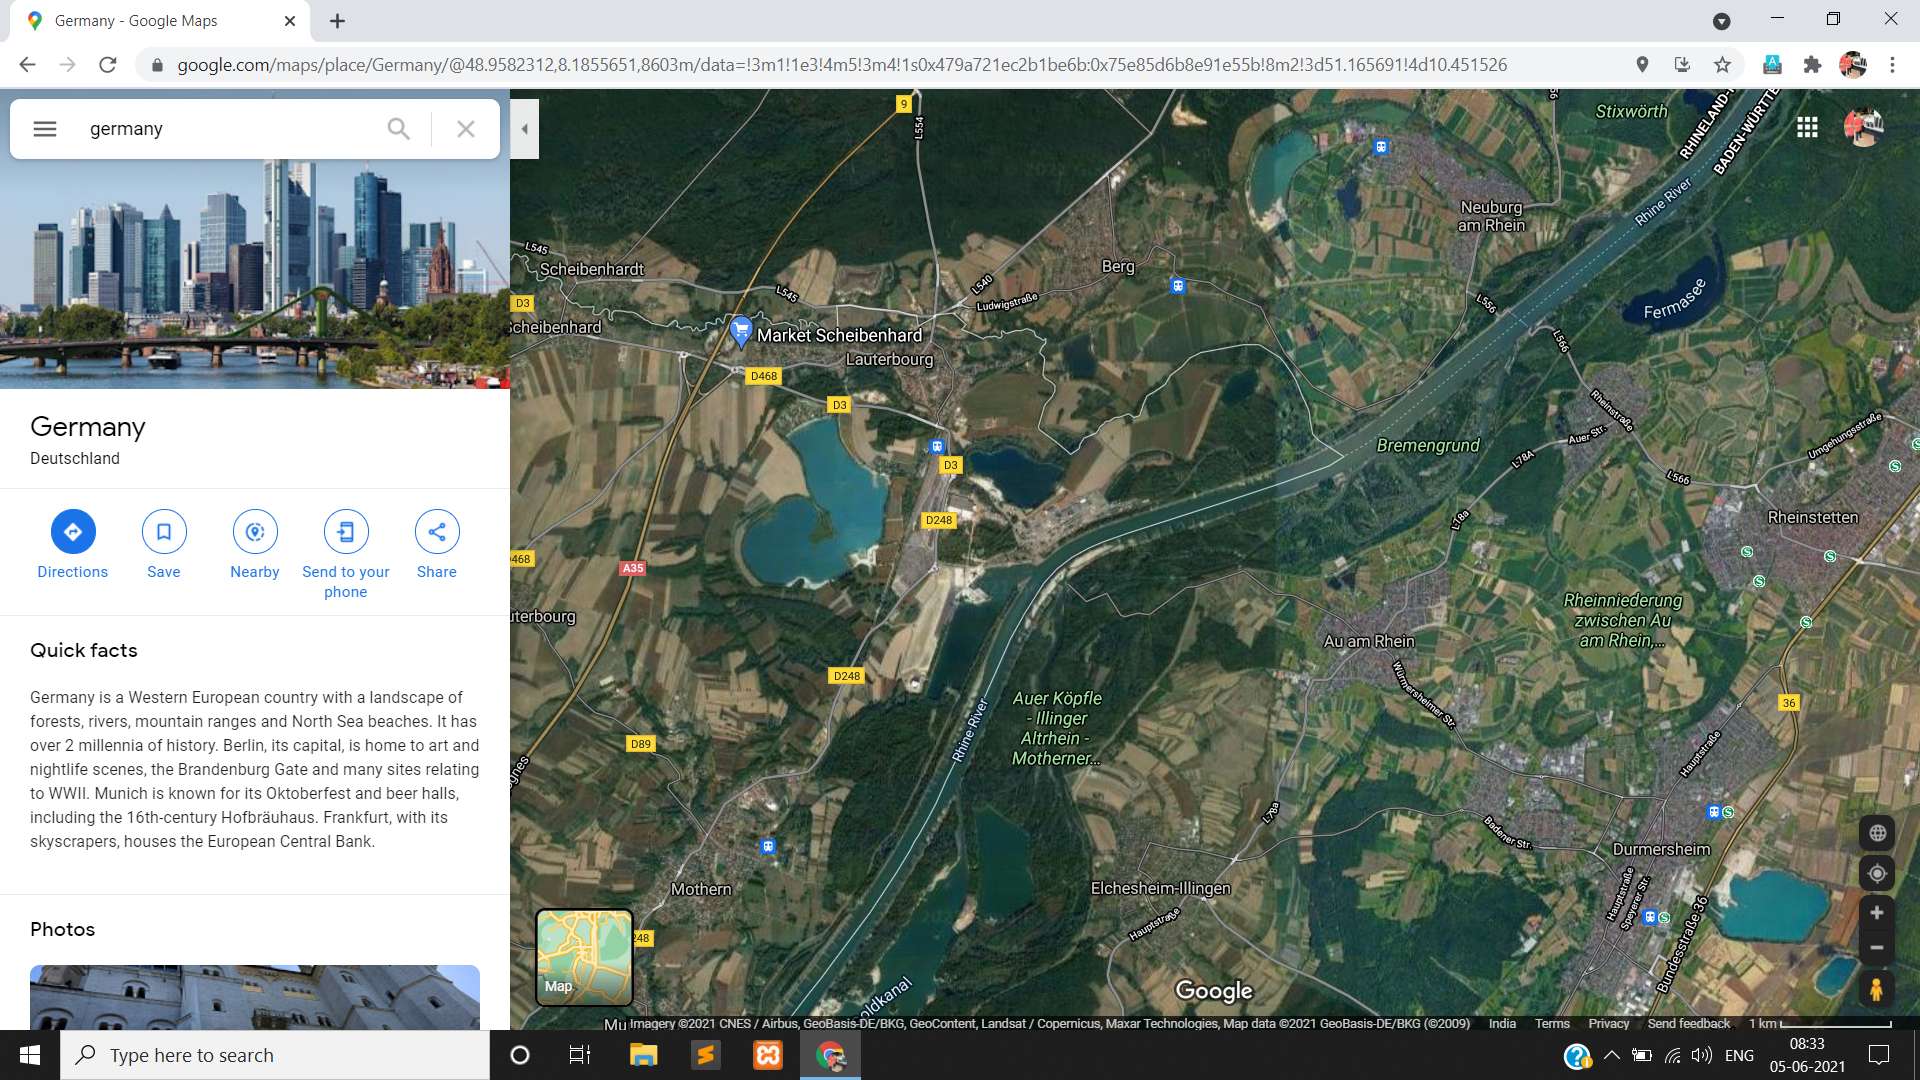 Germany - Google Maps
google.com/maps/place/Germany/@48.9582312,8.1855651,8603m/data=!3m1!1e3!4m5!3m4!1s0x479a721ec2b1be6b:0x75e85d6b8e91e55b!8m2!3d51.165691!4d10.451526
germany
Germany
Deutschland
Directions
Save
Nearby
Send to your
phone
Share
Quick facts
Germany is a Western European country with a landscape of
forests, rivers, mountain ranges and North Sea beaches. It has
over 2 millennia of history. Berlin, its capital, is home to art and
nightlife scenes, the Brandenburg Gate and many sites relating
to WWII. Munich is known for its Oktoberfest and beer halls,
including the 16th-century Hofbräuhaus. Frankfurt, with its
skyscrapers, houses the European Central Bank.
Photos
9
L554
Stixwörth
RHINELAND-
BADEN-WÜRTTE
Rhine River
Neuburg
am Rhein
L545
Scheibenhardt
Berg
L540
L545
Ludwigstraße
D3
Scheibenhard
Market Scheibenhard
Lauterbourg
L556
Fermasee
L566
D468
D3
Rheinstraße
Auer Str.
Umgehungsstraße
Bremengrund
L78A
D3
L566
D248
L78a
Rheinstetten
468
A35
uterbourg
Rheinniederung
zwischen Au
am Rhein,...
Au am Rhein
D248
Würmersheimer Str.
36
Auer Köpfle
- Illinger
Altrhein -
Motherner...
Rhine River
D89
Hauptstraße
L78a
Badener Str.
Durmersheim
Mothern
Elchesheim-Illingen
Hauptstraße
Hauptstraße
Speyerer Str.
Bundesstraße 36
248
oldkanal
Map
Google
Mu
Imagery ©2021 CNES / Airbus, GeoBasis-DE/BKG, GeoContent, Landsat / Copernicus, Maxar Technologies, Map data ©2021 GeoBasis-DE/BKG (©2009)
India
Terms
Privacy
Send feedback
1 km
Type here to search
ENG
08:33
05-06-2021